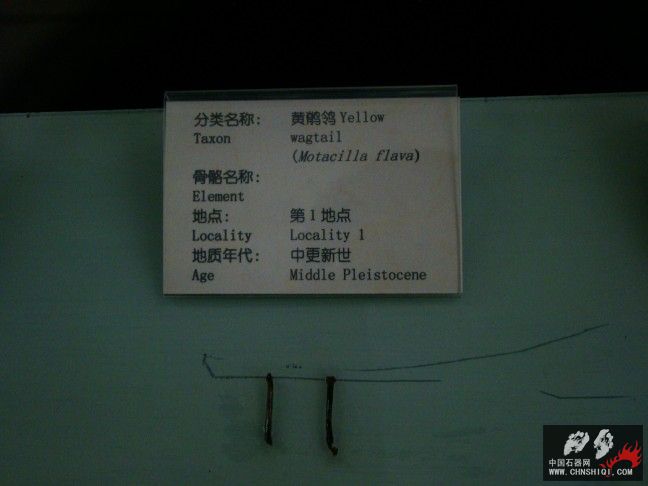 分类名称： 黄鹡鸰 Yellow
Taxon wagtail
(Motacilla flava)
骨骼名称：
Element
地点： 第1地点
Locality Locality 1
地质年代： 中更新世
Age Middle Pleistocene
中国石器网
WWW.CHNSHIQI.COM